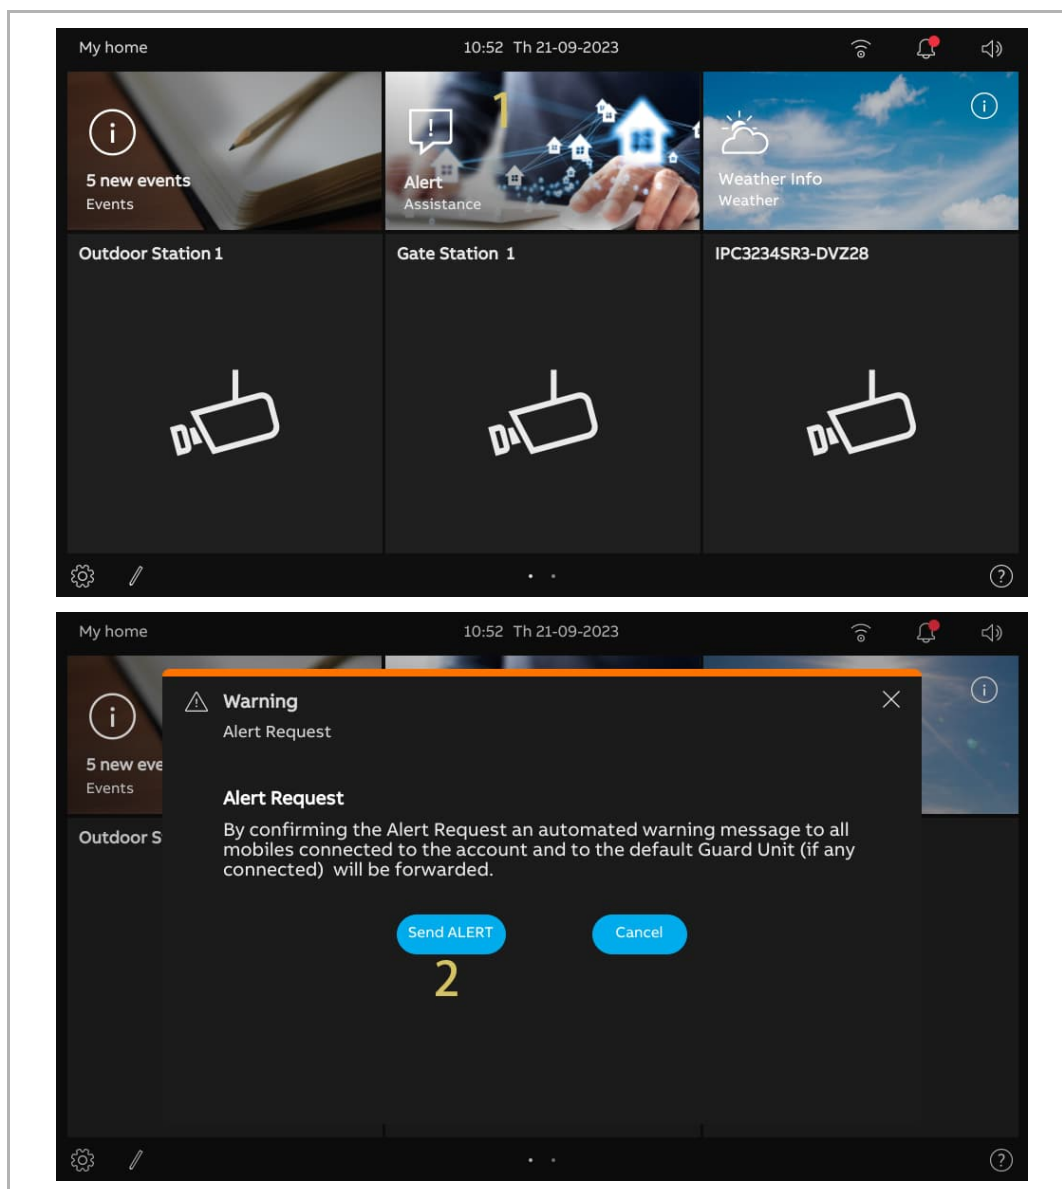 My home
10:52 Th 21-09-2023
1
5 new events
Events
Alert
Assistance
Weather Info
Weather
Outdoor Station 1
Gate Station 1
IPC3234SR3-DVZ28
My home
10:52 Th 21-09-2023
5 new eve
Events
Outdoor S
Warning
Alert Request
Alert Request
By confirming the Alert Request an automated warning message to all
mobiles connected to the account and to the default Guard Unit (if any
connected) will be forwarded.
Send ALERT
Cancel
2